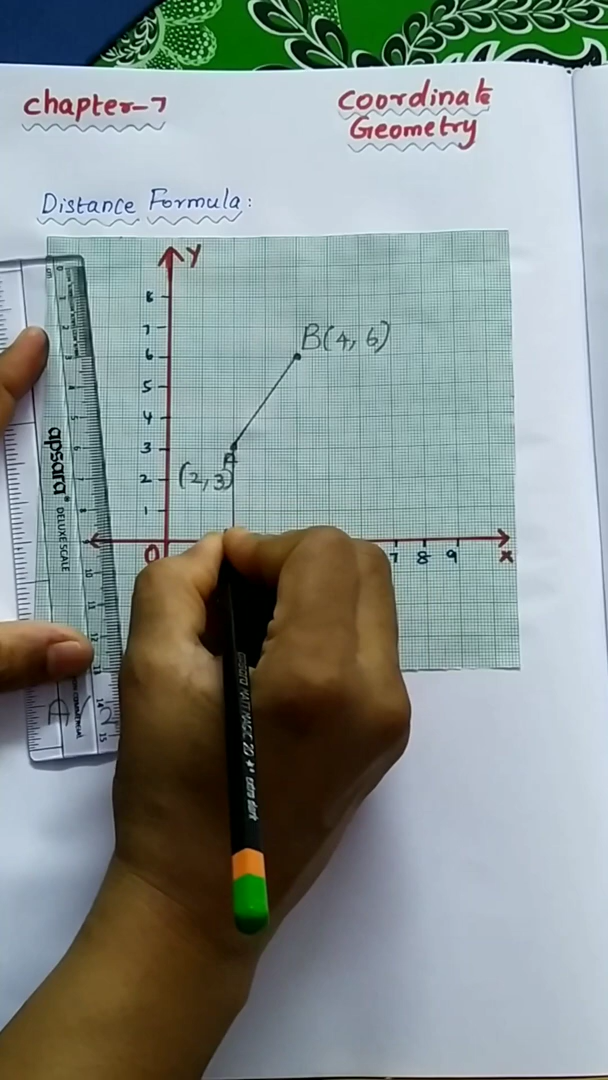 chapter-7
Coordinate
Geometry
Distance Formula:
Y
8
7
6
B(4, 6)
5
4
3
A
2
(2,3)
1
O
7 8 9
X
apsara
DELUXE SCALE